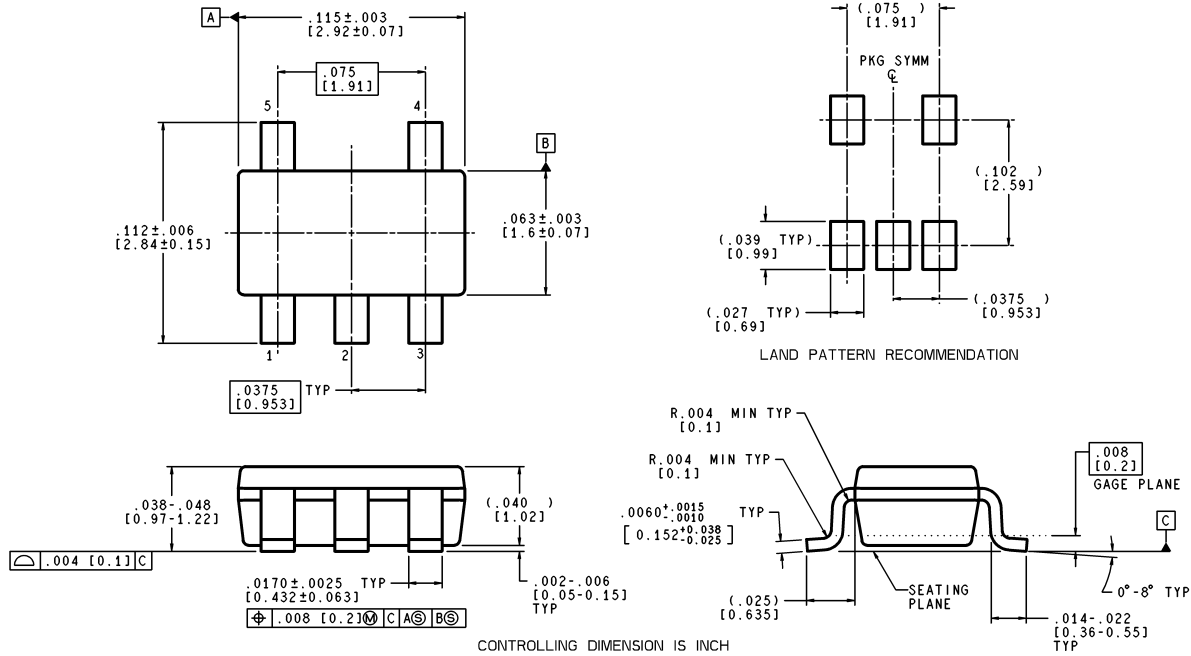 A
.115±.003
[2.92±0.07]
.075
[1.91]
5
4
B
.112±.006
[2.84±0.15]
.063±.003
[1.6±0.07]
1
2
3
.0375 TYP
[0.953]
(.075 )
[1.91]
PKG SYMM
℄
(.102 )
[2.59]
(.039 TYP)
[0.99]
(.027 TYP)
[0.69]
(.0375 )
[0.953]
LAND PATTERN RECOMMENDATION
.038-.048
[0.97-1.22]
(.040 )
[1.02]
⌓ .004 [0.1] C
.0170±.0025 TYP
[0.432±0.063]
⌖ .008 [0.2]Ⓜ C AⓈ BⓈ
.002-.006
[0.05-0.15]
TYP
R.004 MIN TYP
[0.1]
R.004 MIN TYP
[0.1]
.0060+.0015-.0010 TYP
[0.152+0.038-0.025]
.008
[0.2]
GAGE PLANE
C
(.025)
[0.635]
SEATING
PLANE
0°-8° TYP
.014-.022
[0.36-0.55]
TYP
CONTROLLING DIMENSION IS INCH